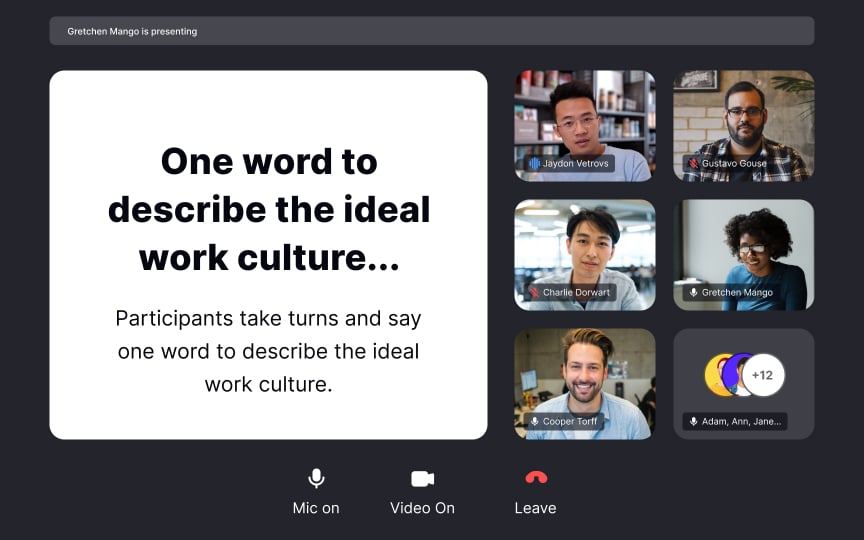 Gretchen Mango is presenting
One word to
describe the ideal
work culture...
Participants take turns and say
one word to describe the ideal
work culture.
Jaydon Vetrovs
Gustavo Gouse
Charlie Dorwart
Gretchen Mango
Cooper Torff
+12
Adam, Ann, Jane...
Mic on
Video On
Leave